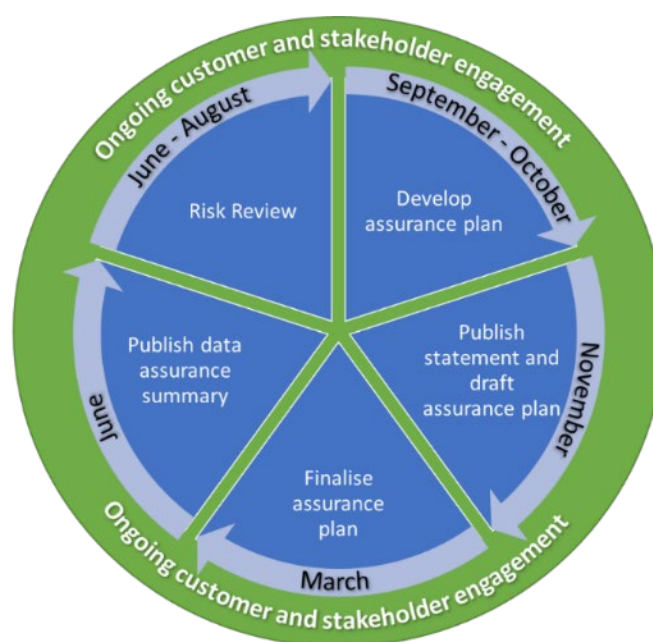 Ongoing customer and stakeholder engagement
June - August
September - October
Risk Review
Develop
assurance plan
Publish data
assurance
summary
Publish
statement and
draft
assurance plan
June
November
Finalise
assurance
plan
March
Ongoing customer and stakeholder engagement